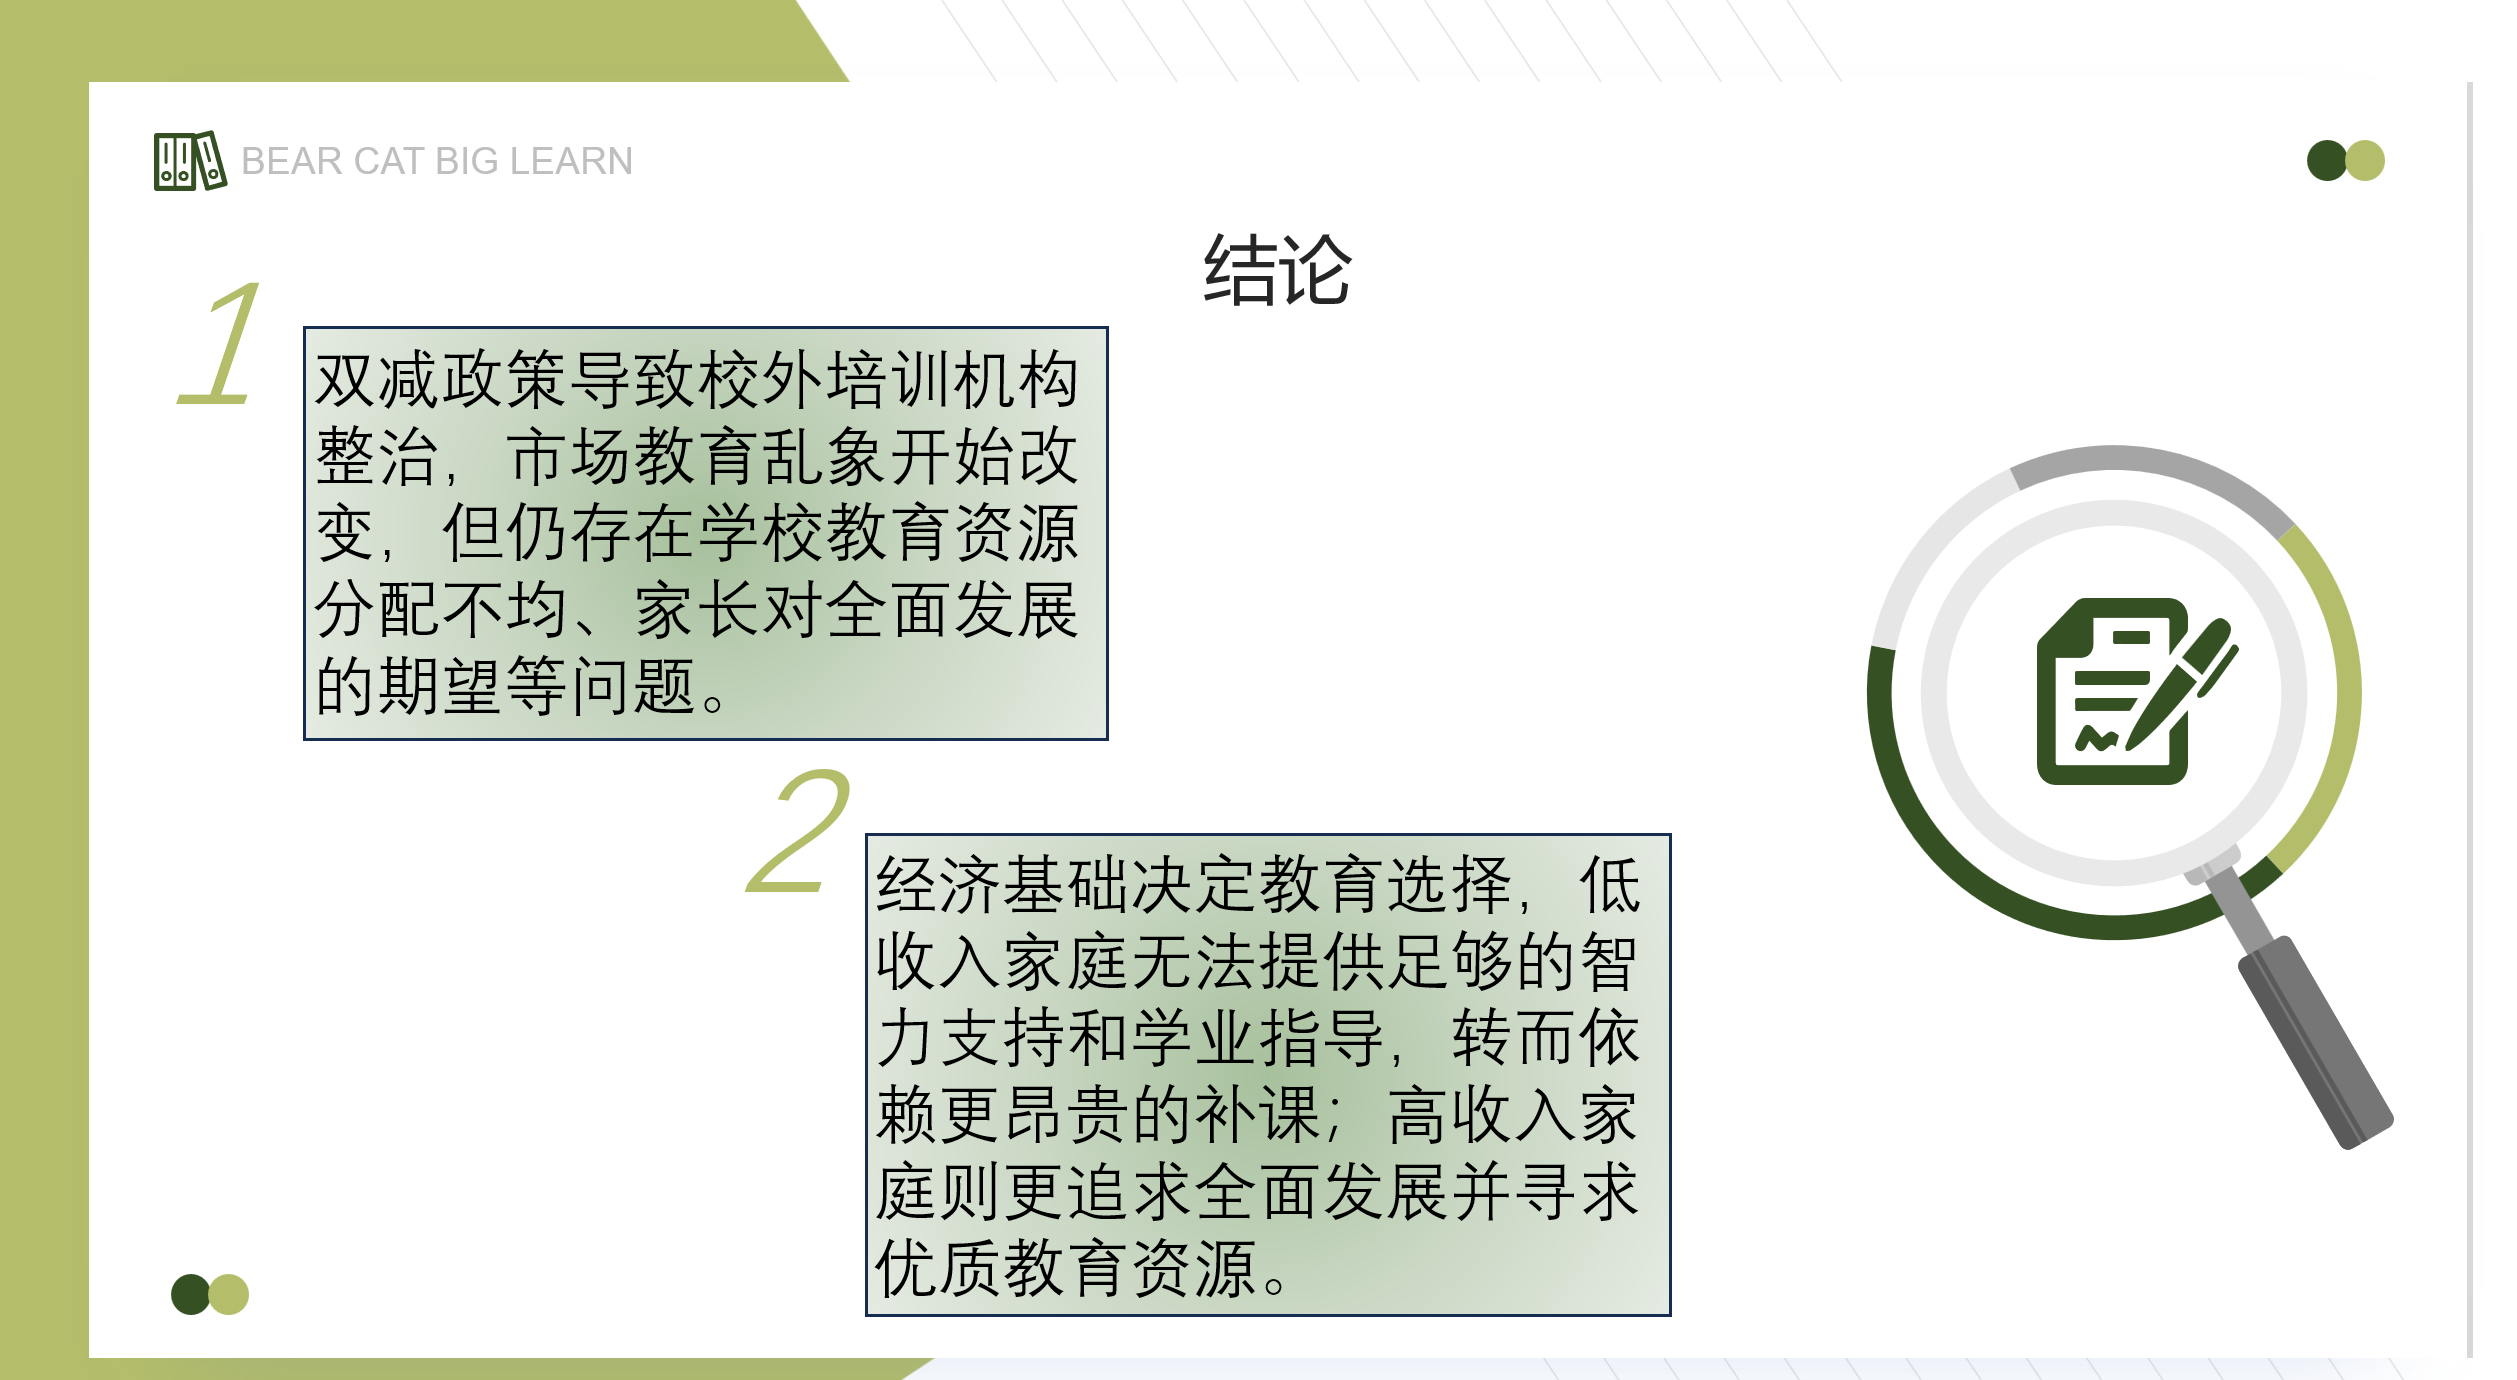 BEAR CAT BIG LEARN
结论
1
双减政策导致校外培训机构
整治，市场教育乱象开始改
变，但仍存在学校教育资源
分配不均、家长对全面发展
的期望等问题。
2
经济基础决定教育选择，低
收入家庭无法提供足够的智
力支持和学业指导，转而依
赖更昂贵的补课；高收入家
庭则更追求全面发展并寻求
优质教育资源。